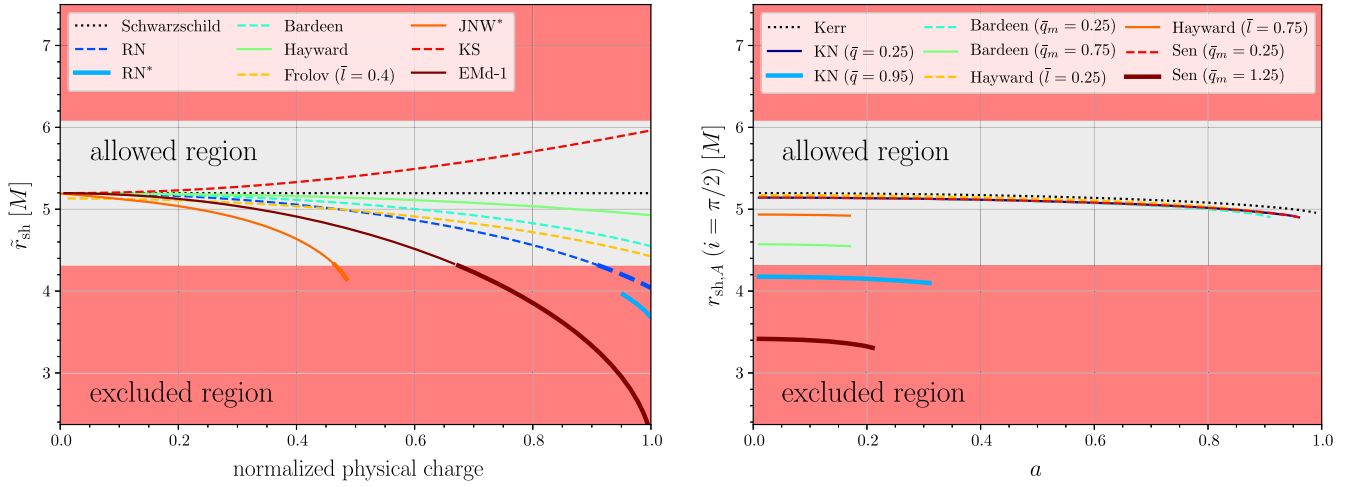 Schwarzschild
RN
RN*
Bardeen
Hayward
Frolov (l̄ = 0.4)
JNW*
KS
EMd-1
7
6
5
4
3
r̃sh [M]
allowed region
excluded region
0.0 0.2 0.4 0.6 0.8 1.0
normalized physical charge
Kerr
KN (q̄ = 0.25)
KN (q̄ = 0.95)
Bardeen (q̄m = 0.25)
Bardeen (q̄m = 0.75)
Hayward (l̄ = 0.25)
Hayward (l̄ = 0.75)
Sen (q̄m = 0.25)
Sen (q̄m = 1.25)
7
6
5
4
3
rsh,A (i = π/2) [M]
allowed region
excluded region
0.0 0.2 0.4 0.6 0.8 1.0
a